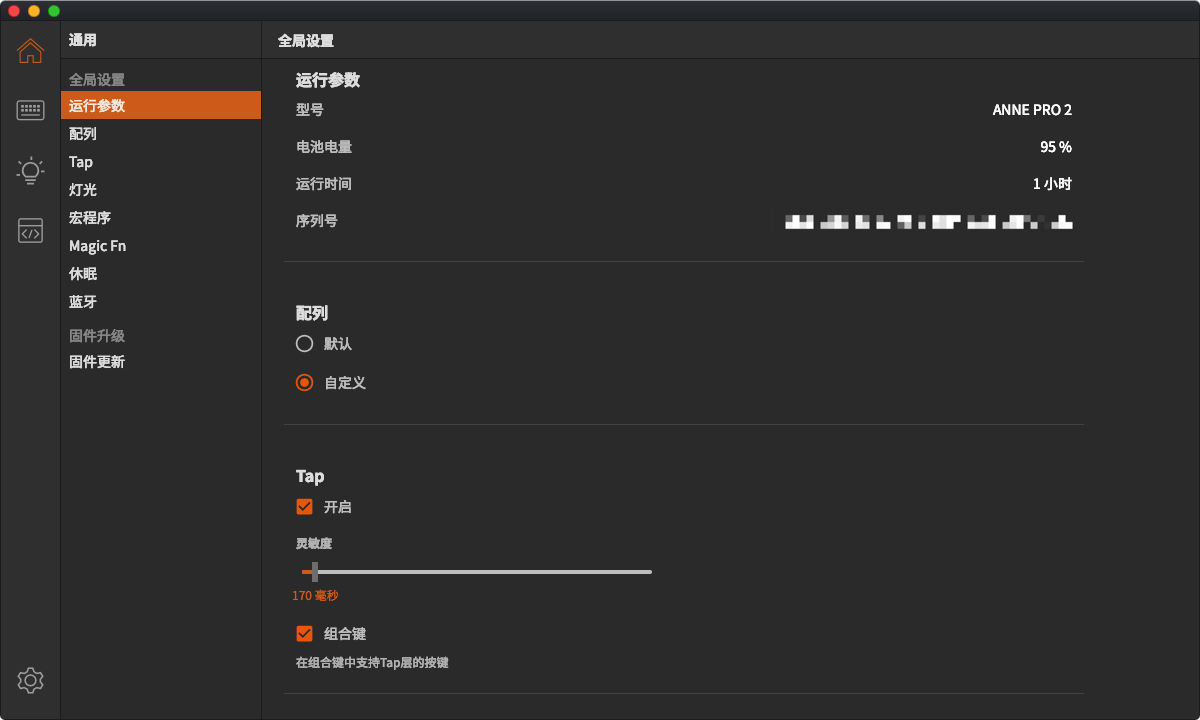 通用
全局设置
运行参数
配列
Tap
灯光
宏程序
Magic Fn
休眠
蓝牙
固件升级
固件更新
全局设置
运行参数
型号 ANNE PRO 2
电池电量 95 %
运行时间 1 小时
序列号
配列
默认
自定义
Tap
开启
灵敏度
170 毫秒
组合键
在组合键中支持Tap层的按键